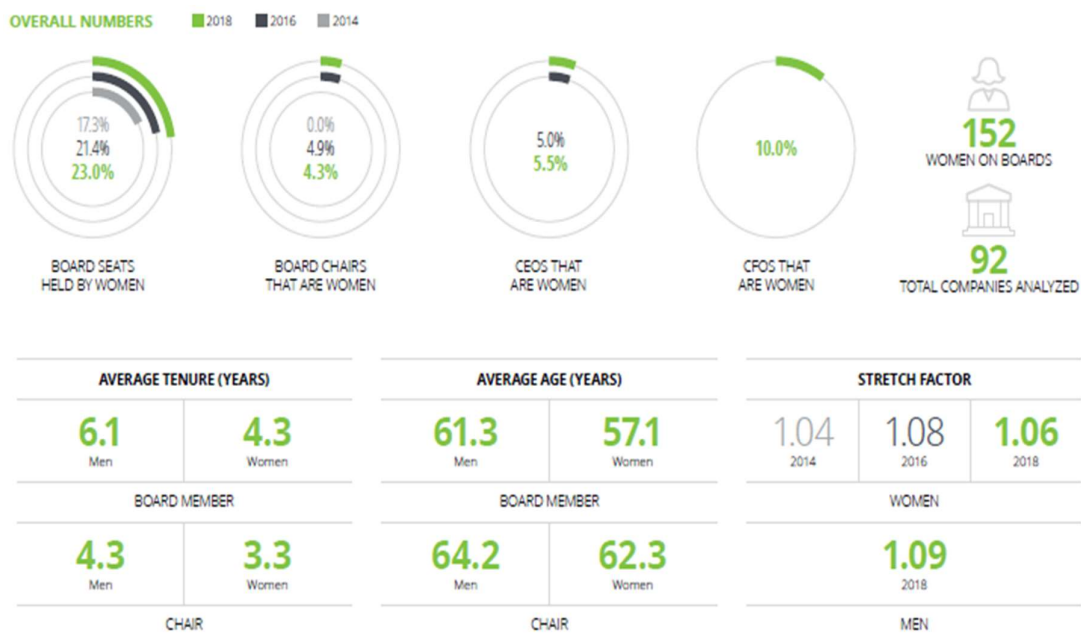 OVERALL NUMBERS 2018 2016 2014
17.3%
21.4%
23.0%
BOARD SEATS
HELD BY WOMEN
0.0%
4.9%
4.3%
BOARD CHAIRS
THAT ARE WOMEN
5.0%
5.5%
CEOS THAT
ARE WOMEN
10.0%
CFOS THAT
ARE WOMEN
152
WOMEN ON BOARDS
92
TOTAL COMPANIES ANALYZED
AVERAGE TENURE (YEARS)
6.1 4.3
Men Women
BOARD MEMBER
4.3 3.3
Men Women
CHAIR
AVERAGE AGE (YEARS)
61.3 57.1
Men Women
BOARD MEMBER
64.2 62.3
Men Women
CHAIR
STRETCH FACTOR
1.04 1.08 1.06
2014 2016 2018
WOMEN
1.09
2018
MEN